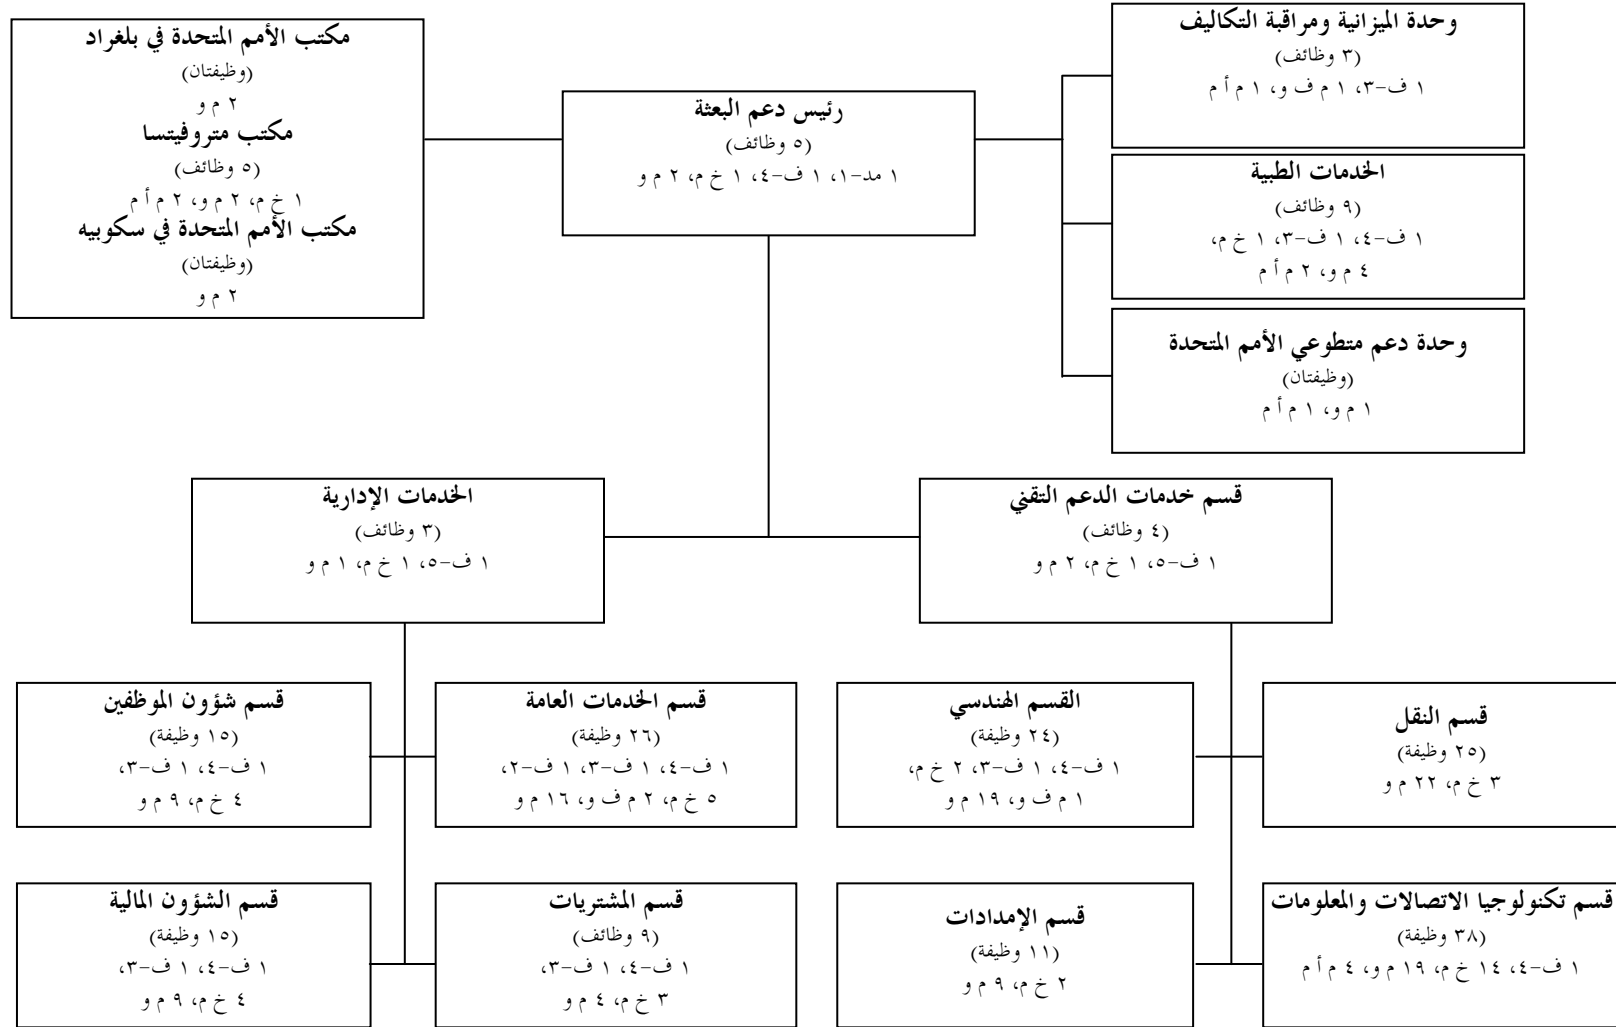 وحدة الميزانية ومراقبة التكاليف
(٣ وظائف)
١ ف-٣، ١ م ف و، ١ م أ م
مكتب الأمم المتحدة في بلغراد
(وظيفتان)
٢ م و
مكتب متروفيتسا
(٥ وظائف)
١ خ م، ٢ م و، ٢ م أ م
مكتب الأمم المتحدة في سكوبيه
(وظيفتان)
٢ م و
رئيس دعم البعثة
(٥ وظائف)
١ مد-١، ١ ف-٤، ١ خ م، ٢ م و
الخدمات الطبية
(٩ وظائف)
١ ف-٤، ١ ف-٣، ١ خ م،
٤ م و، ٢ م أ م
وحدة دعم متطوعي الأمم المتحدة
(وظيفتان)
١ م و، ١ م أ م
قسم خدمات الدعم التقني
(٤ وظائف)
١ ف-٥، ١ خ م، ٢ م و
الخدمات الإدارية
(٣ وظائف)
١ ف-٥، ١ خ م، ١ م و
قسم النقل
(٢٥ وظيفة)
٣ خ م، ٢٢ م و
القسم الهندسي
(٢٤ وظيفة)
١ ف-٤، ١ ف-٣، ٢ خ م،
١ م ف و، ١٩ م و
قسم الخدمات العامة
(٢٦ وظيفة)
١ ف-٤، ١ ف-٣، ١ ف-٢،
٥ خ م، ٢ م ف و، ١٦ م و
قسم شؤون الموظفين
(١٥ وظيفة)
١ ف-٤، ١ ف-٣،
٤ خ م، ٩ م و
قسم تكنولوجيا الاتصالات والمعلومات
(٣٨ وظيفة)
١ ف-٤، ١٤ خ م، ١٩ م و، ٤ م أ م
قسم الإمدادات
(١١ وظيفة)
٢ خ م، ٩ م و
قسم المشتريات
(٩ وظائف)
١ ف-٤، ١ ف-٣،
٣ خ م، ٤ م و
قسم الشؤون المالية
(١٥ وظيفة)
١ ف-٤، ١ ف-٣،
٤ خ م، ٩ م و